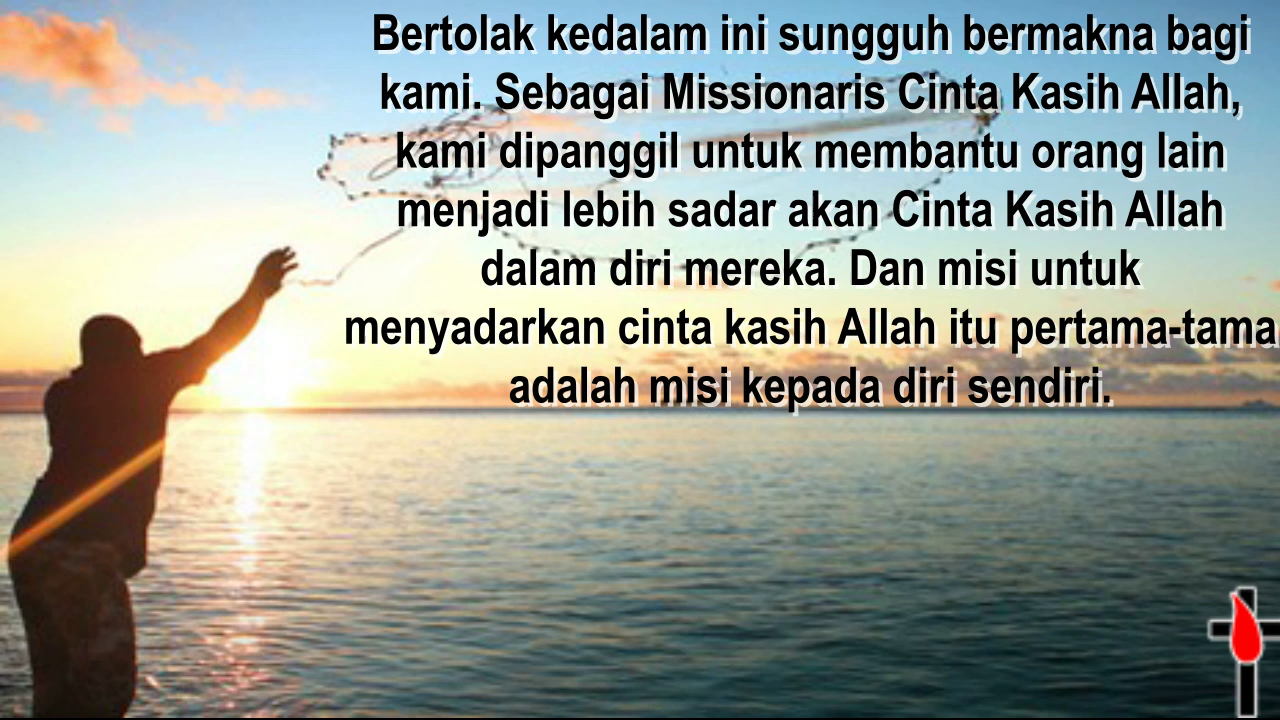 Bertolak kedalam ini sungguh bermakna bagi
kami. Sebagai Missionaris Cinta Kasih Allah,
kami dipanggil untuk membantu orang lain
menjadi lebih sadar akan Cinta Kasih Allah
dalam diri mereka. Dan misi untuk
menyadarkan cinta kasih Allah itu pertama-tama
adalah misi kepada diri sendiri.